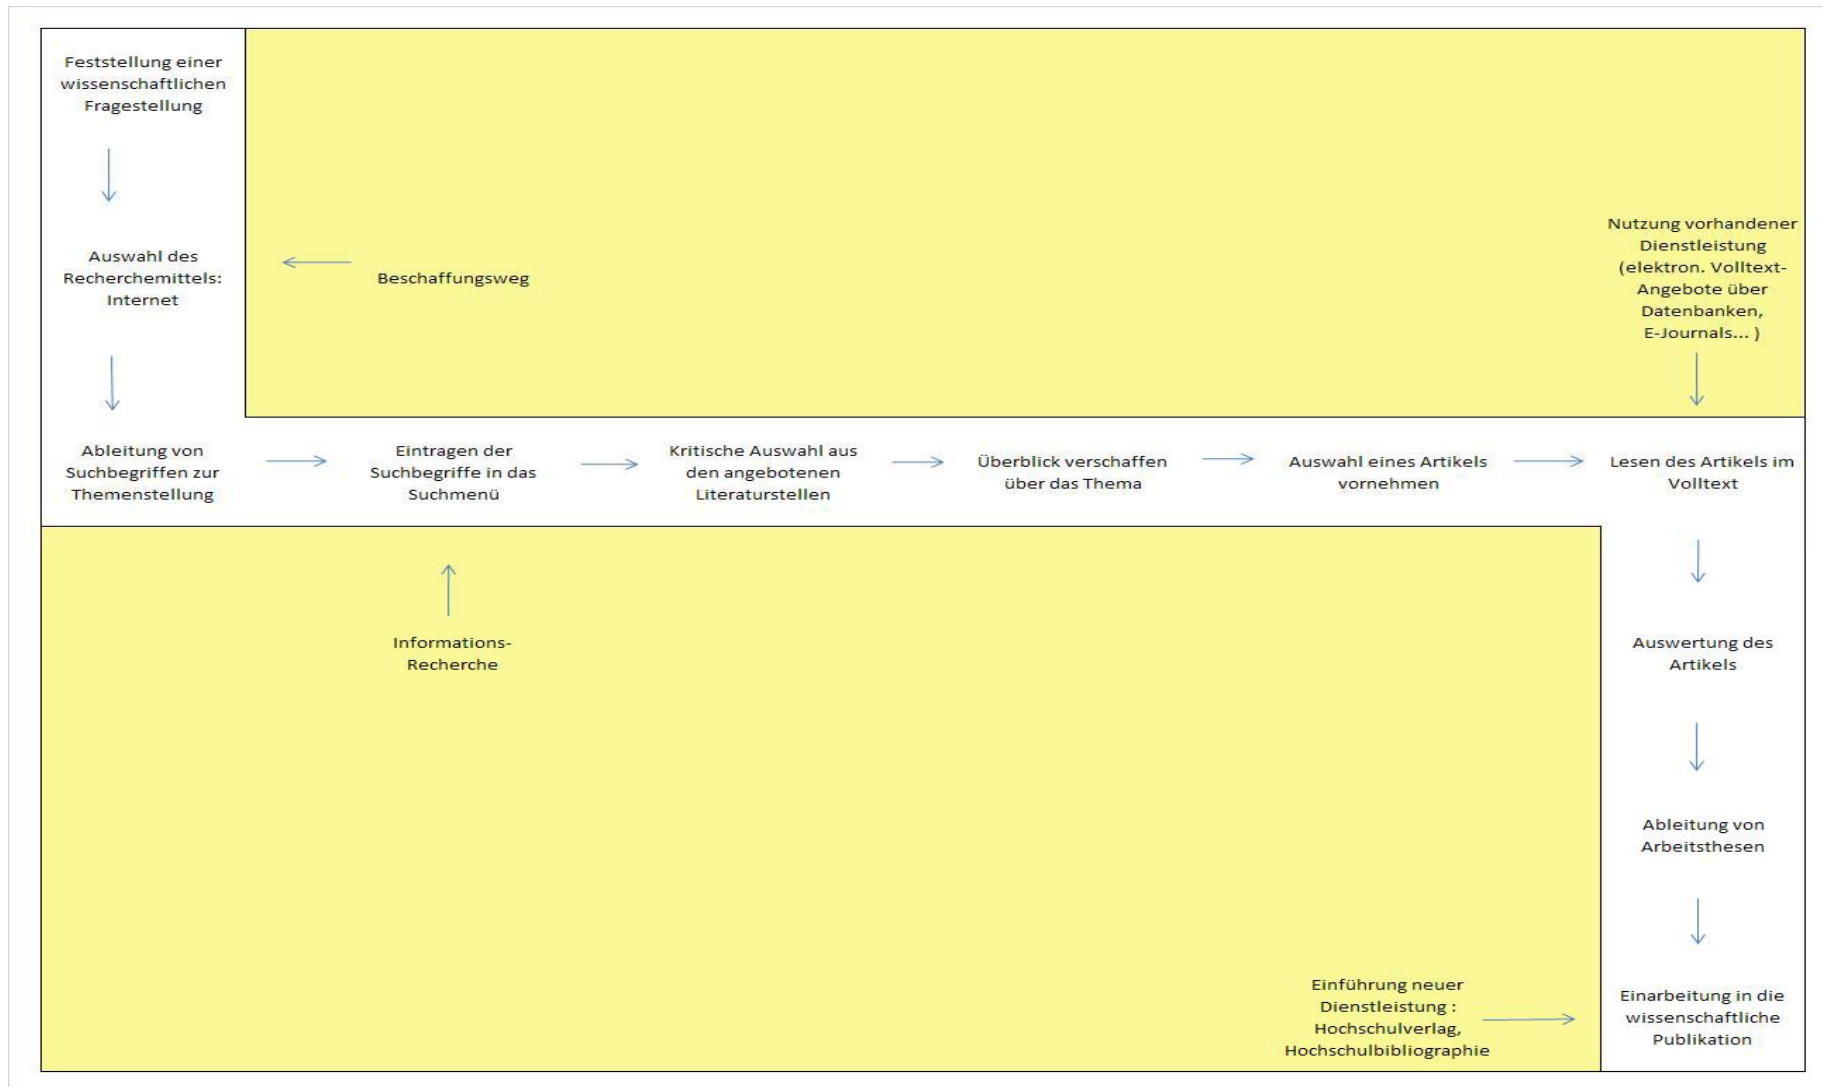 Feststellung einer
wissenschaftlichen
Fragestellung
Auswahl des
Recherchemittels:
Internet
Beschaffungsweg
Nutzung vorhandener
Dienstleistung
(elektron. Volltext-
Angebote über
Datenbanken,
E-Journals... )
Ableitung von
Suchbegriffen zur
Themenstellung
Eintragen der
Suchbegriffe in das
Suchmenü
Kritische Auswahl aus
den angebotenen
Literaturstellen
Überblick verschaffen
über das Thema
Auswahl eines Artikels
vornehmen
Lesen des Artikels im
Volltext
Informations-
Recherche
Auswertung des
Artikels
Ableitung von
Arbeitsthesen
Einführung neuer
Dienstleistung :
Hochschulverlag,
Hochschulbibliographie
Einarbeitung in die
wissenschaftliche
Publikation